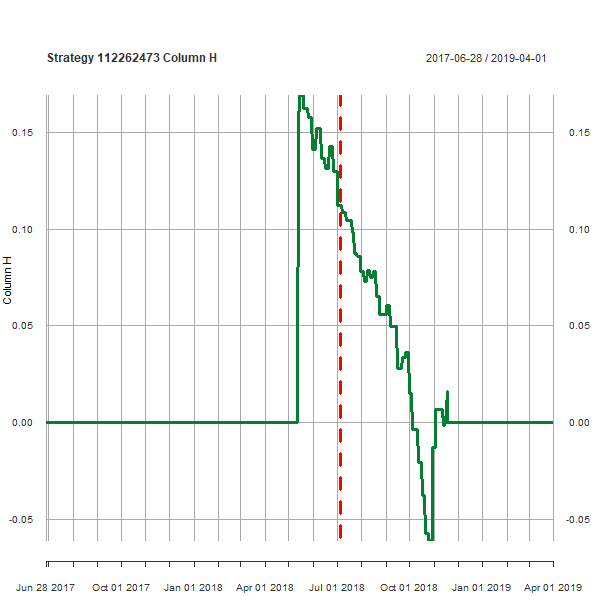 Strategy 112262473 Column H 2017-06-28 / 2019-04-01
0.15 0.15
0.10 0.10
0.05 0.05
0.00 0.00
-0.05 -0.05
Column H
Jun 28 2017 Oct 01 2017 Jan 01 2018 Apr 01 2018 Jul 01 2018 Oct 01 2018 Jan 01 2019 Apr 01 2019